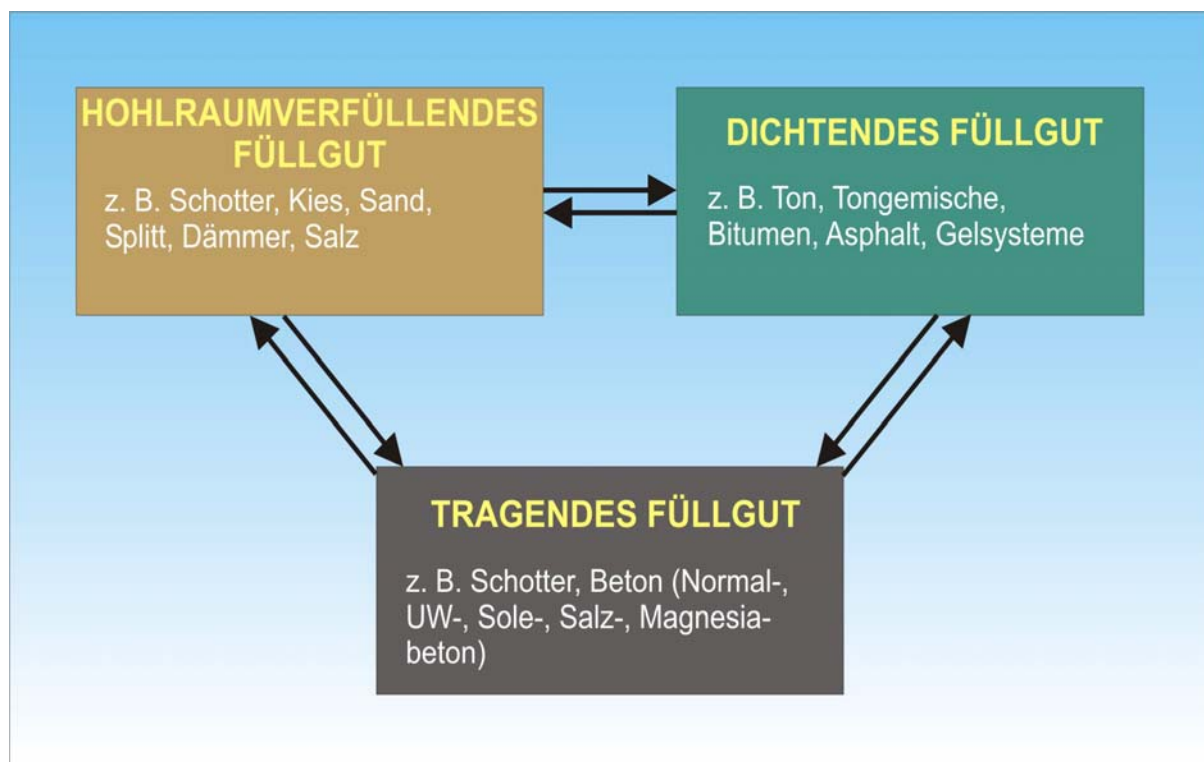 HOHLRAUMVERFÜLLENDES
FÜLLGUT
z. B. Schotter, Kies, Sand,
Splitt, Dämmer, Salz
DICHTENDES FÜLLGUT
z. B. Ton, Tongemische,
Bitumen, Asphalt, Gelsysteme
TRAGENDES FÜLLGUT
z. B. Schotter, Beton (Normal-,
UW-, Sole-, Salz-, Magnesia-
beton)